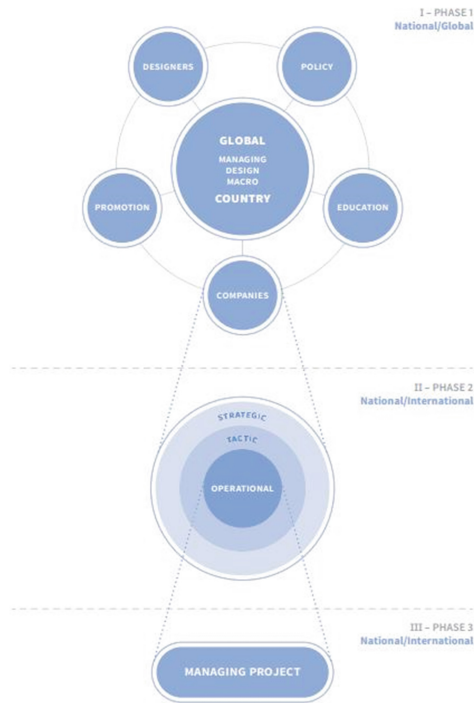 I – PHASE 1
National/Global
DESIGNERS
POLICY
GLOBAL
MANAGING
DESIGN
MACRO
COUNTRY
PROMOTION
EDUCATION
COMPANIES
II – PHASE 2
National/International
STRATEGIC
TACTIC
OPERATIONAL
III – PHASE 3
National/International
MANAGING PROJECT